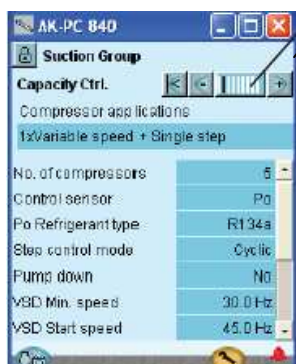 AK-PC 840
Suction Group
Capacity Ctrl.
Compressor applications
1xVariable speed + Single step
No. of compressors 6
Control sensor Po
Po Refrigerant type R134a
Step control mode Cyclic
Pump down No
VSD Min. speed 30.0 Hz
VSD Start speed 45.0 Hz